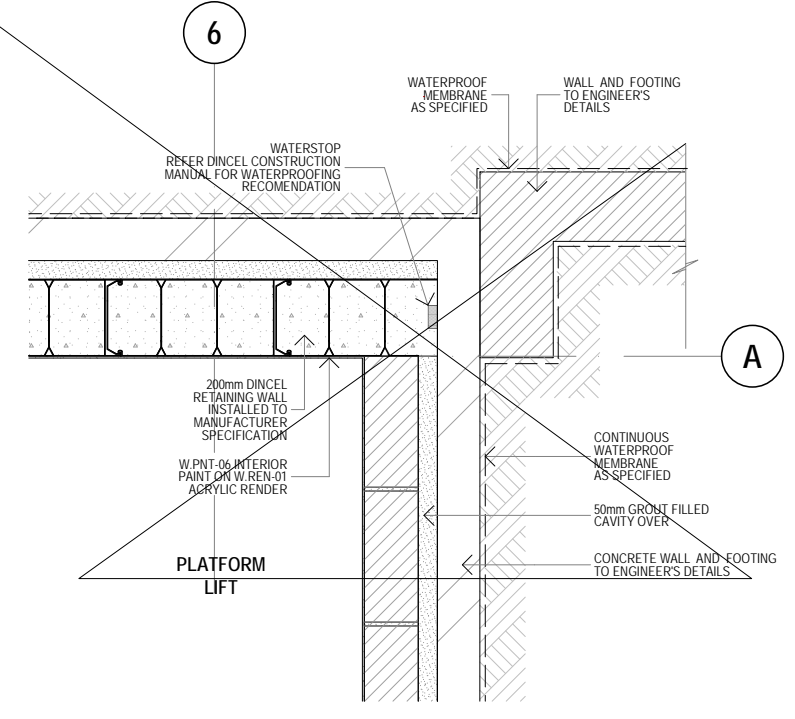 6
WATERPROOF
MEMBRANE
AS SPECIFIED
WALL AND FOOTING
TO ENGINEER'S
DETAILS
WATERSTOP
REFER DINCEL CONSTRUCTION
MANUAL FOR WATERPROOFING
RECOMENDATION
A
200mm DINCEL
RETAINING WALL
INSTALLED TO
MANUFACTURER
SPECIFICATION
W.PNT-06 INTERIOR
PAINT ON W.REN-01
ACRYLIC RENDER
CONTINUOUS
WATERPROOF
MEMBRANE
AS SPECIFIED
50mm GROUT FILLED
CAVITY OVER
CONCRETE WALL AND FOOTING
TO ENGINEER'S DETAILS
PLATFORM
LIFT